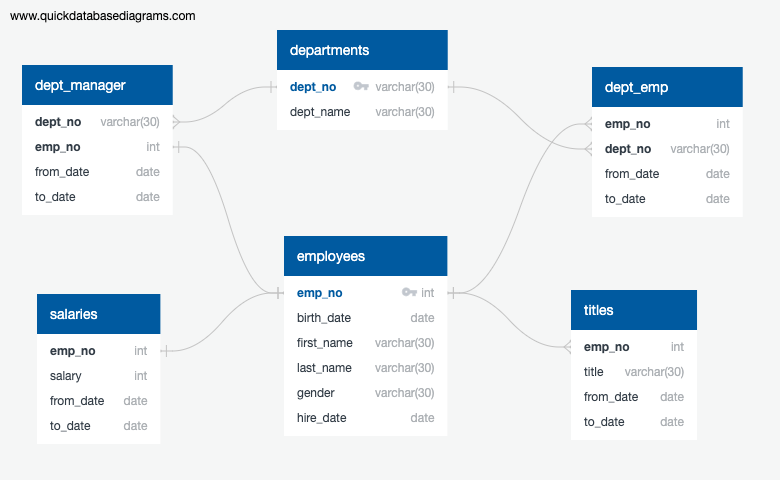 www.quickdatabasediagrams.com
departments
dept_no varchar(30)
dept_name varchar(30)
dept_manager
dept_no varchar(30)
emp_no int
from_date date
to_date date
dept_emp
emp_no int
dept_no varchar(30)
from_date date
to_date date
employees
emp_no int
birth_date date
first_name varchar(30)
last_name varchar(30)
gender varchar(30)
hire_date date
salaries
emp_no int
salary int
from_date date
to_date date
titles
emp_no int
title varchar(30)
from_date date
to_date date